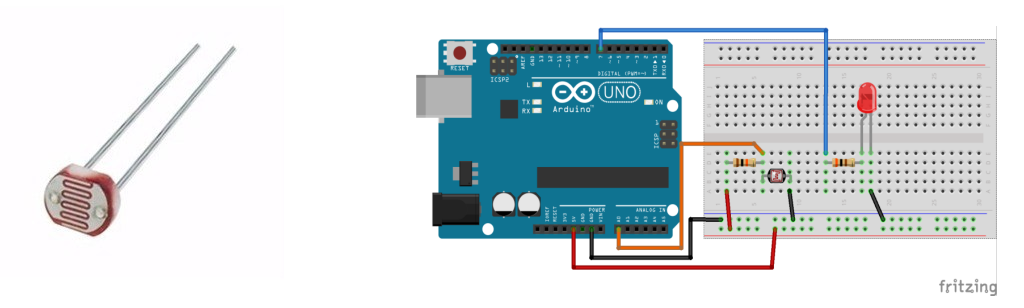 RESET
ICSP2
AREF
GND
13
12
~11
~10
~9
8
7
~6
~5
4
~3
2
TX▶1
RX◀0
DIGITAL (PWM~)
L
TX
RX
UNO
ON
Arduino™
ICSP
1
POWER
ANALOG IN
IOREF
RESET
3V3
5V
GND
GND
VIN
A0
A1
A2
A3
A4
A5
fritzing